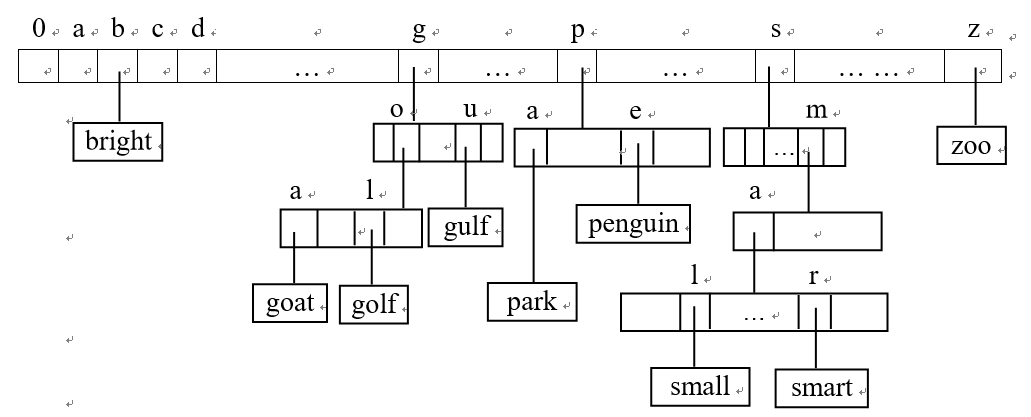 0 a b c d g p s z
... ... ... ... ...
o u a e m
bright zoo
...
a l gulf penguin a
goat golf park l r
...
small smart